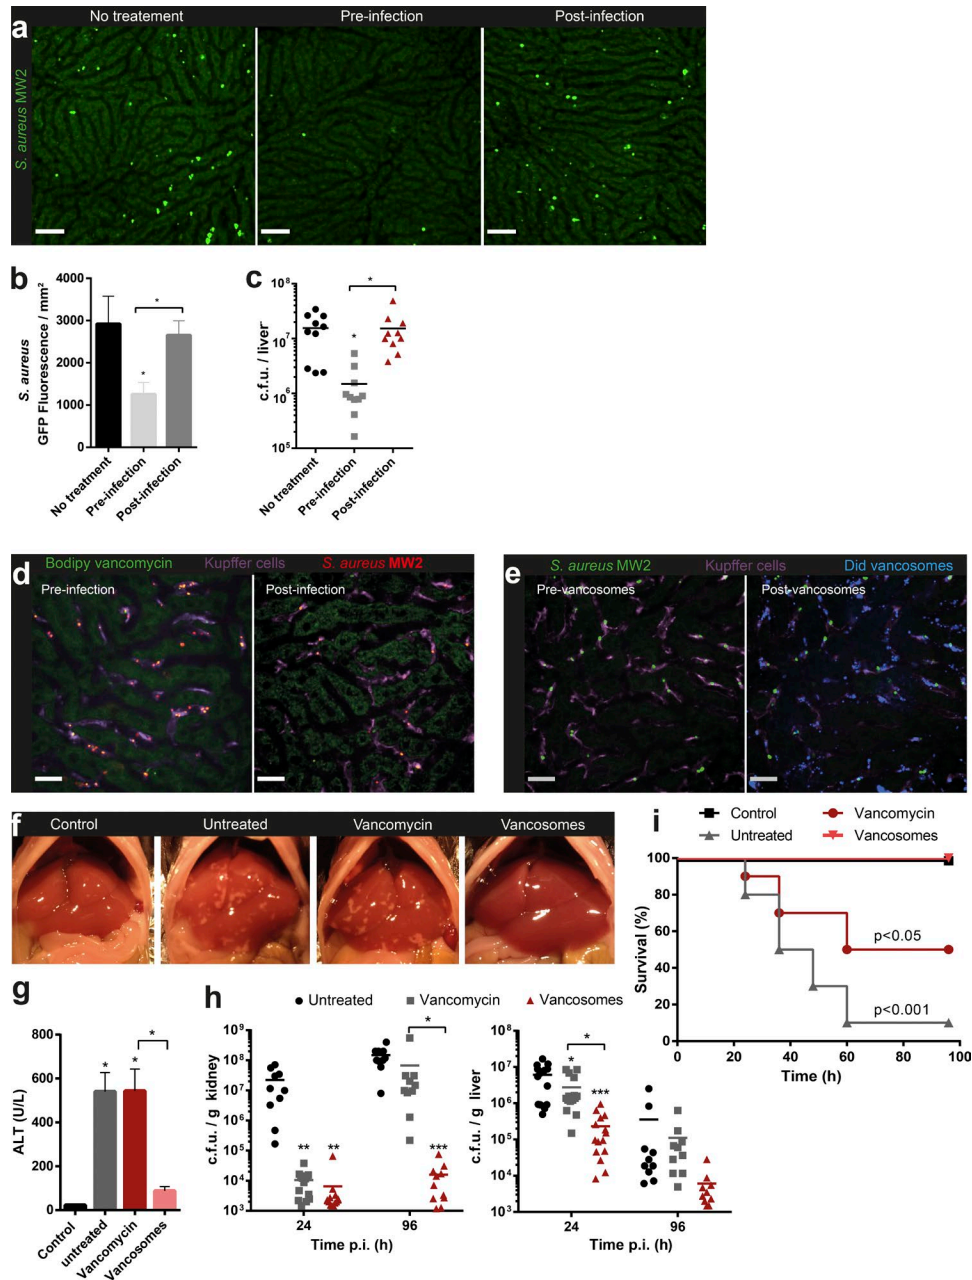 a
No treatement
Pre-infection
Post-infection
S. aureus MW2
b
S. aureus
GFP Fluorescence / mm²
4000
3000
2000
1000
0
No treatment
Pre-infection
Post-infection
*
*
c
c.f.u. / liver
10⁸
10⁷
10⁶
10⁵
No treatment
Pre-infection
Post-infection
*
*
d
Bodipy vancomycin
Kupffer cells
S. aureus MW2
Pre-infection
Post-infection
e
S. aureus MW2
Kupffer cells
Did vancosomes
Pre-vancosomes
Post-vancosomes
f
Control
Untreated
Vancomycin
Vancosomes
g
ALT (U/L)
800
600
400
200
0
Control
untreated
Vancomycin
Vancosomes
*
*
*
h
Untreated
Vancomycin
Vancosomes
c.f.u. / g kidney
10⁹
10⁸
10⁷
10⁶
10⁵
10⁴
10³
24
96
Time p.i. (h)
**
**
*
***
c.f.u. / g liver
10⁸
10⁷
10⁶
10⁵
10⁴
10³
24
96
Time p.i. (h)
*
*
***
i
Control
Vancomycin
Untreated
Vancosomes
Survival (%)
100
80
60
40
20
0
p<0.05
p<0.001
0
20
40
60
80
100
Time (h)